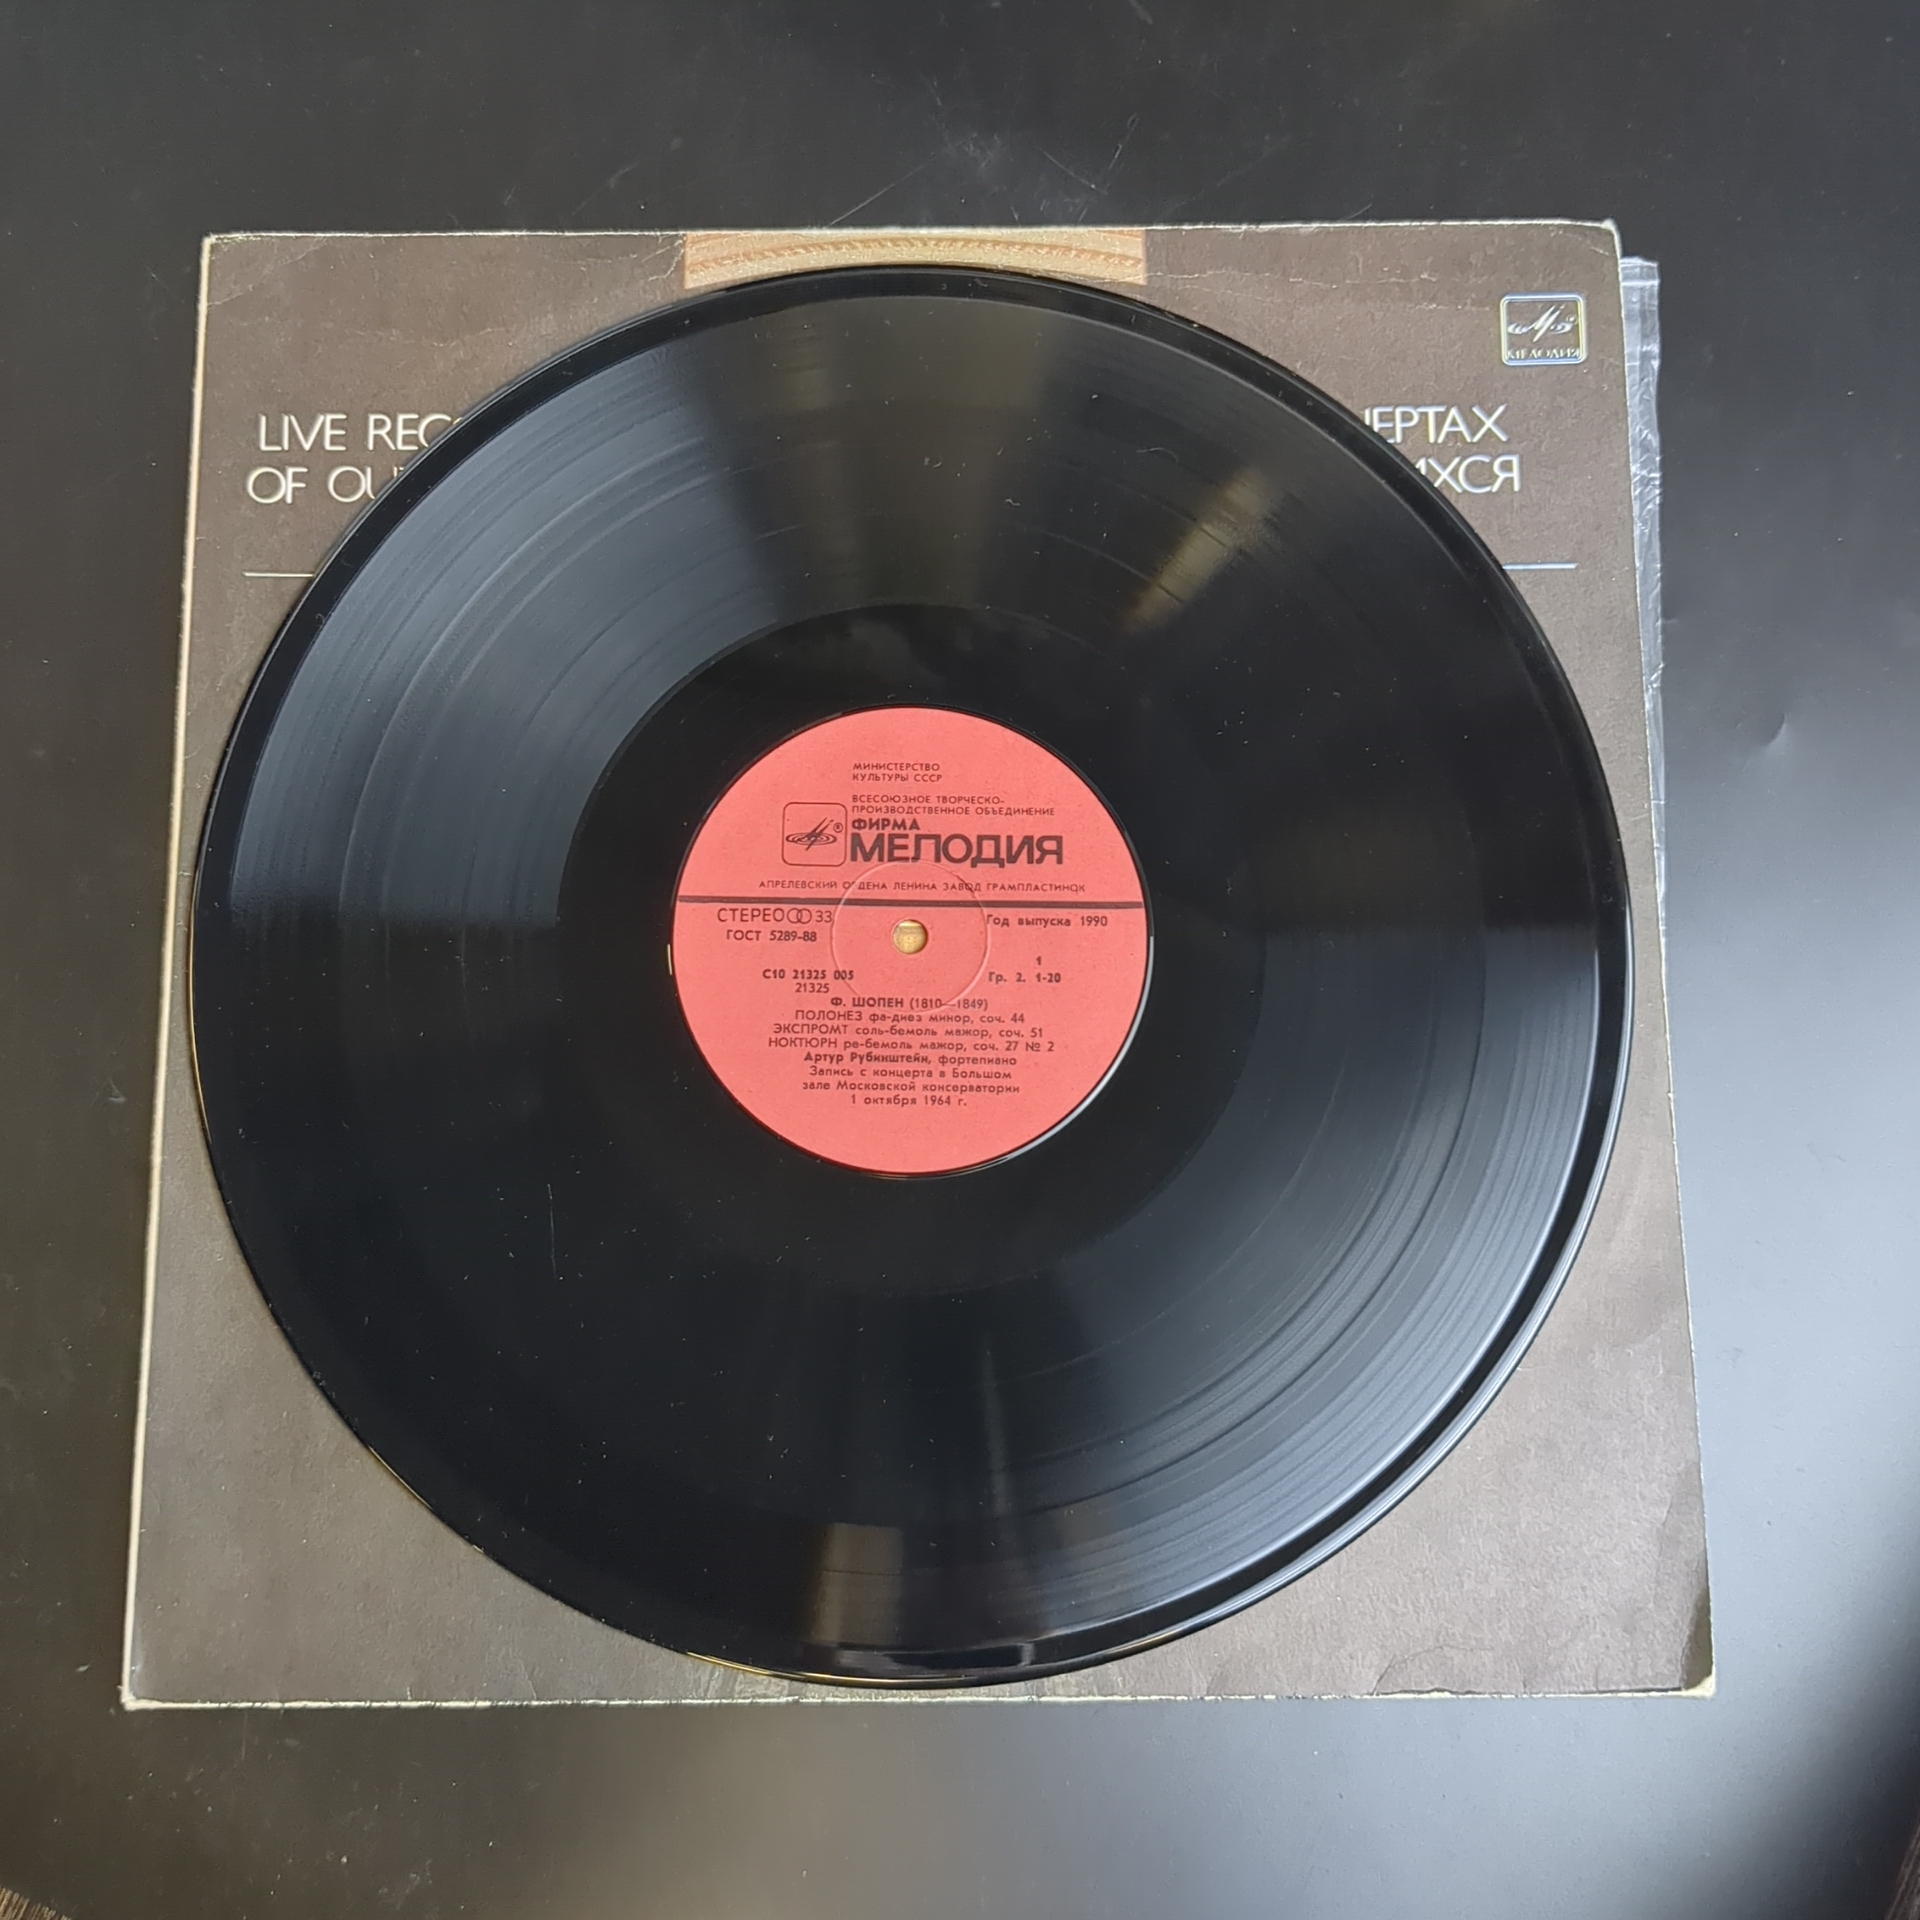 МЕЛОДИЯ
LIVE REC
ЧЕРТАХ
OF OU
ИХСЯ
МИНИСТЕРСТВО
КУЛЬТУРЫ СССР
ВСЕСОЮЗНОЕ ТВОРЧЕСКО-
ПРОИЗВОДСТВЕННОЕ ОБЪЕДИНЕНИЕ
ФИРМА
МЕЛОДИЯ
АПРЕЛЕВСКИЙ ОРДЕНА ЛЕНИНА ЗАВОД ГРАМПЛАСТИНОК
СТЕРЕО 33
Год выпуска 1990
ГОСТ 5289-88
1
С10 21325 005
Гр. 2. 1-20
21325
Ф. ШОПЕН (1810—1849)
ПОЛОНЕЗ фа-диез минор, соч. 44
ЭКСПРОМТ соль-бемоль мажор, соч. 51
НОКТЮРН ре-бемоль мажор, соч. 27 № 2
Артур Рубинштейн, фортепиано
Запись с концерта в Большом
зале Московской консерватории
1 октября 1964 г.